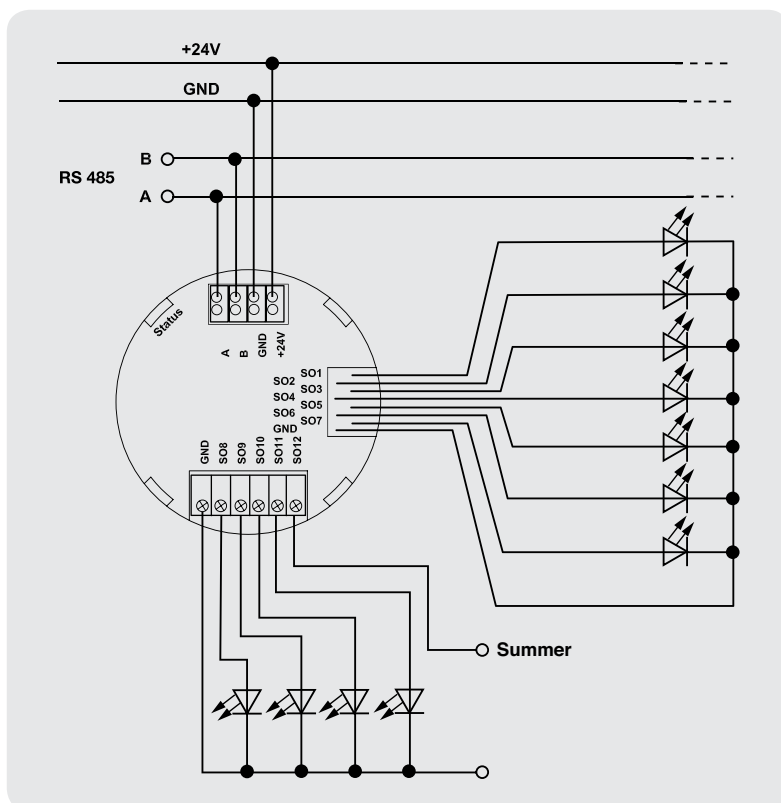 +24V
GND
B
RS 485
A
Status
A
B
GND
+24V
SO1
SO2
SO3
SO4
SO5
SO6
SO7
GND
GND
SO8
SO9
SO10
SO11
SO12
Summer